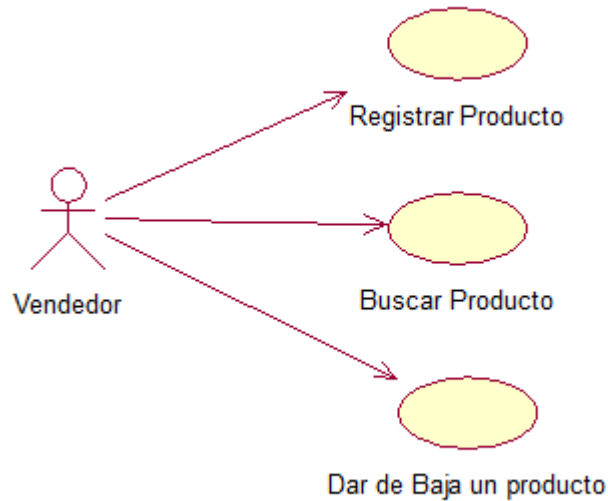 Registrar Producto
Vendedor
Buscar Producto
Dar de Baja un producto